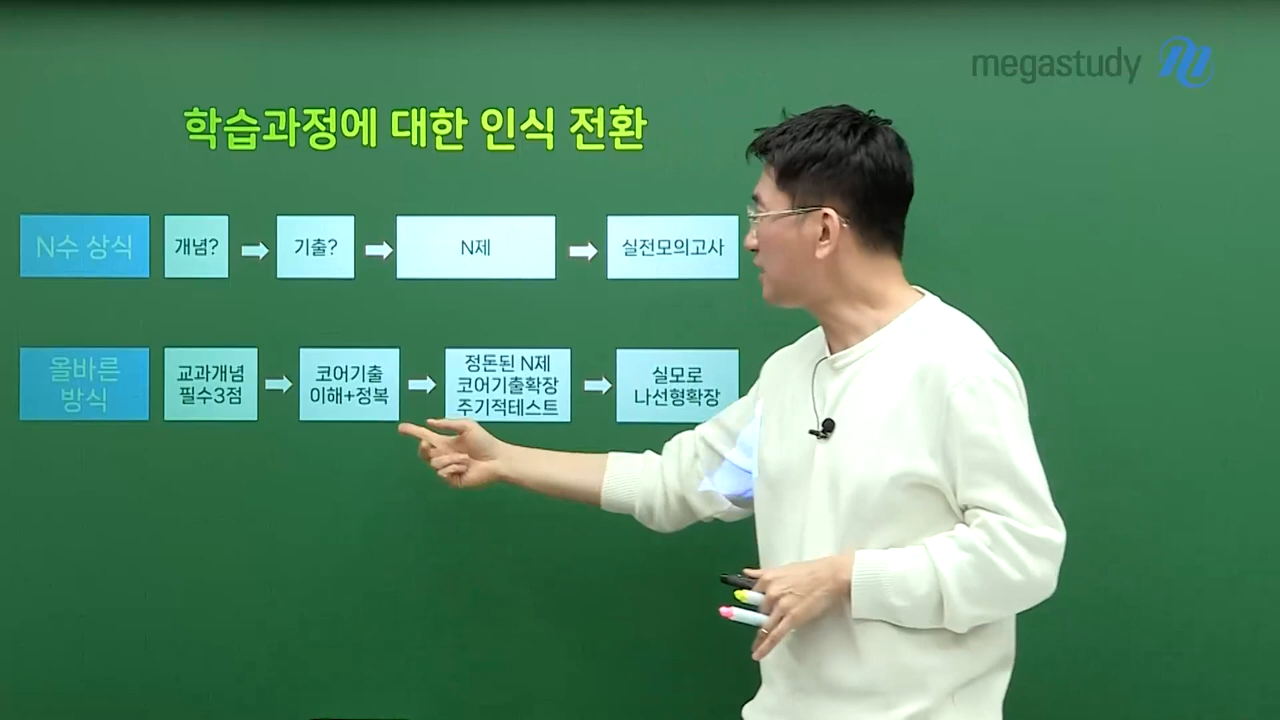 megastudy
학습과정에 대한 인식 전환
N수 상식
개념?
기출?
N제
실전모의고사
올바른
방식
교과개념
필수3점
코어기출
이해+정복
정돈된 N제
코어기출확장
주기적테스트
실모로
나선형확장